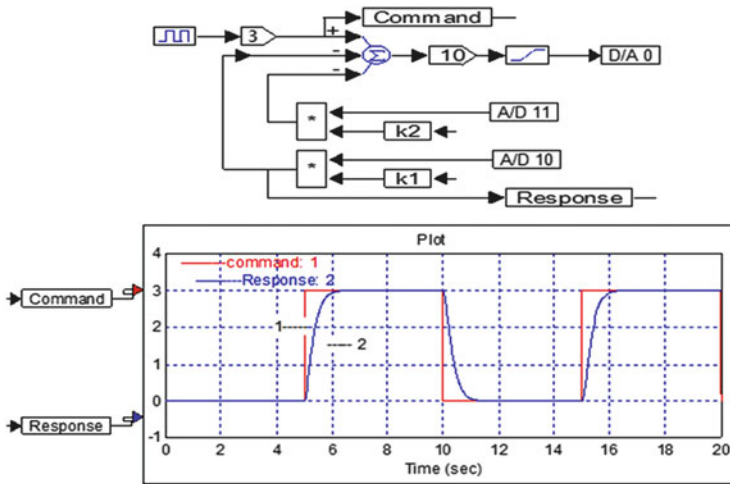 Command
3
+
-
Σ
10
D/A 0
-
*
A/D 11
k2
*
A/D 10
k1
Response
Plot
4
command: 1
Response: 2
3
Command
2
1
2
1
0
Response
-1
0 2 4 6 8 10 12 14 16 18 20
Time (sec)